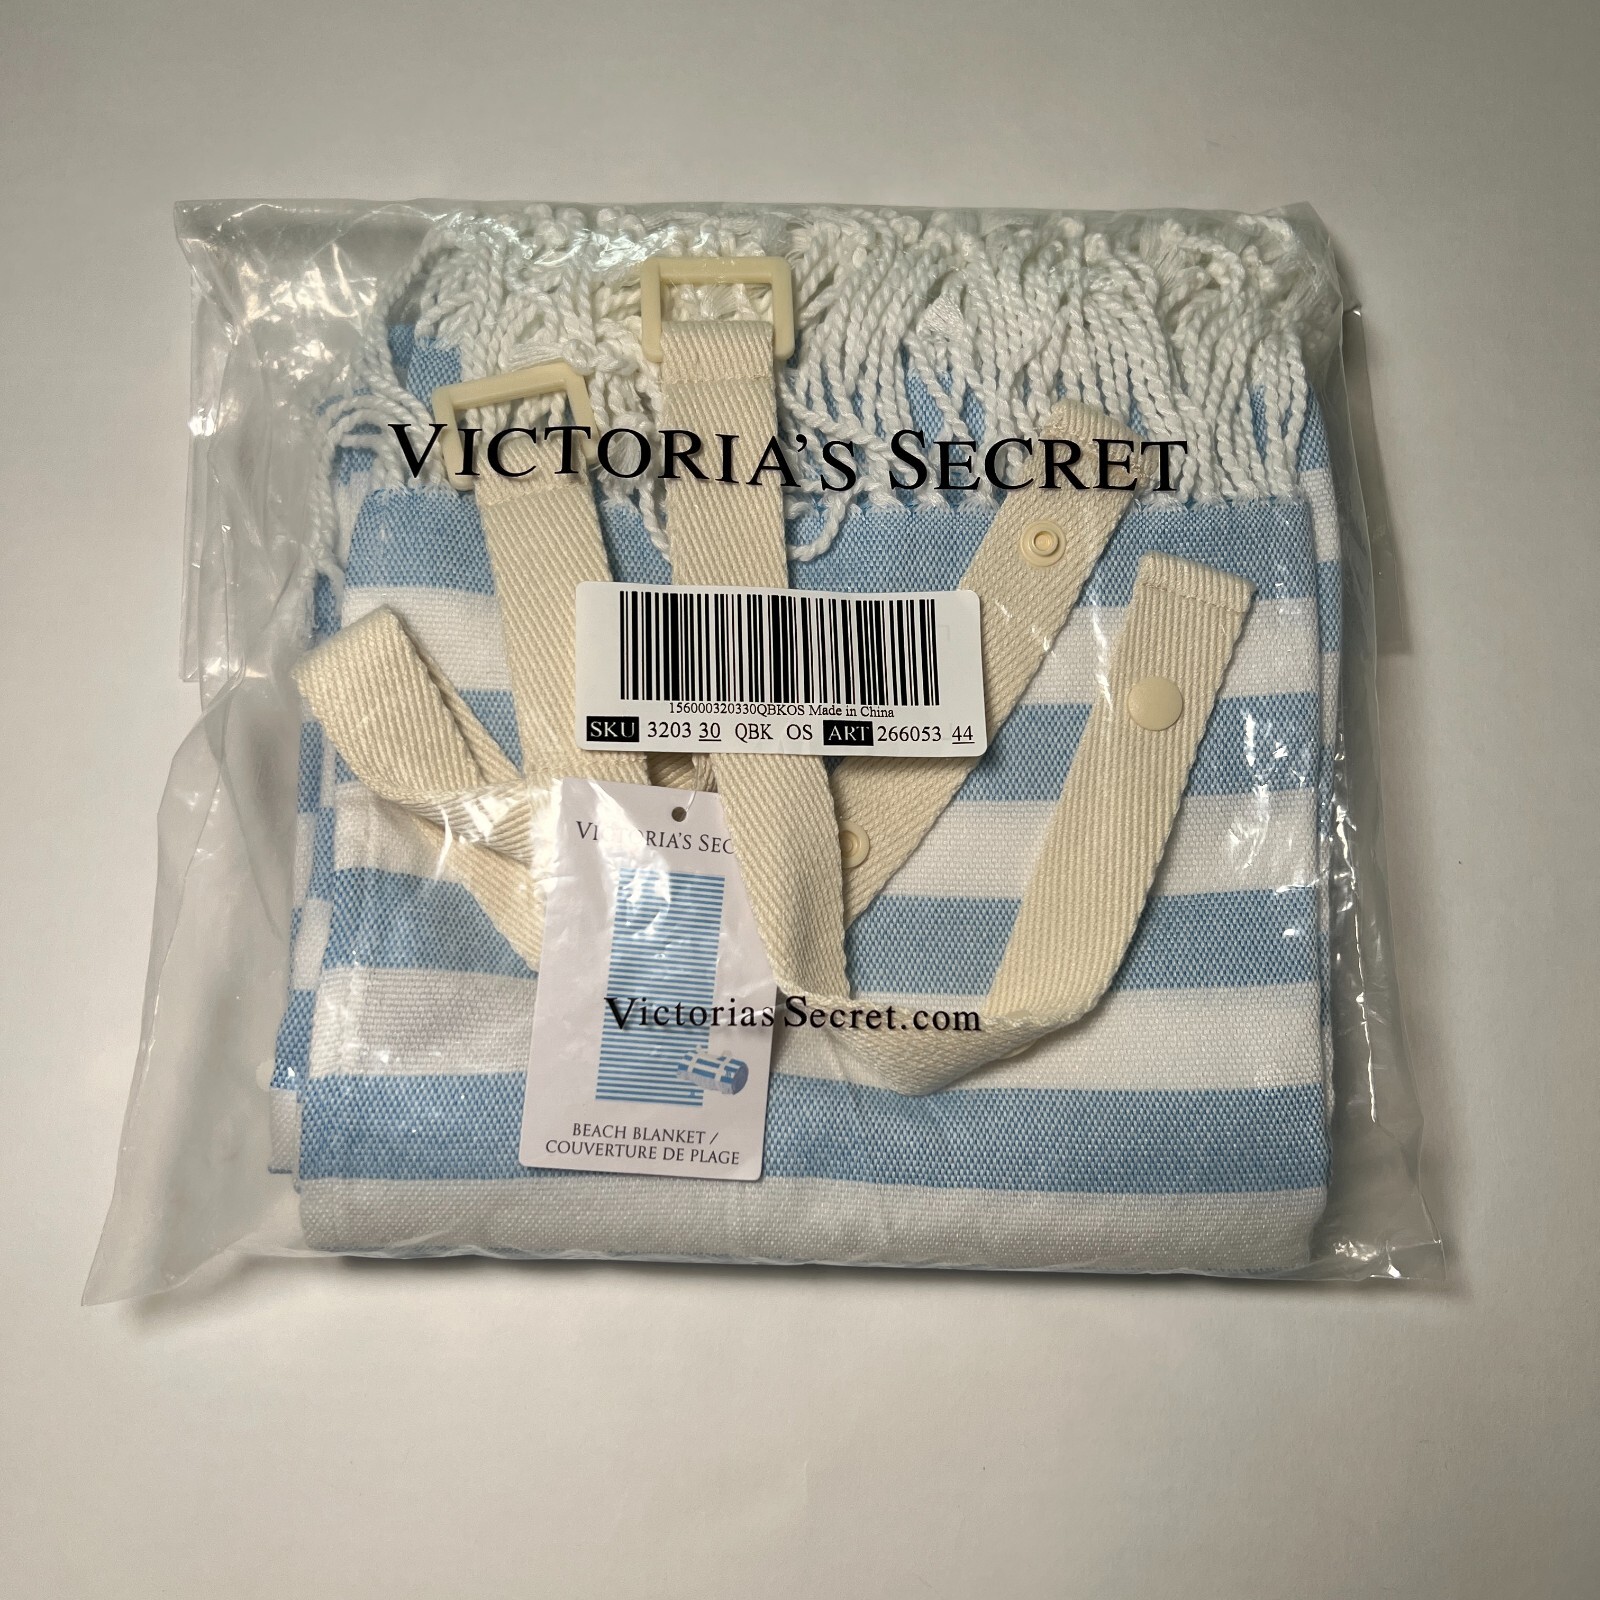 VICTORIA'S SECRET
156000320330QBKOS Made in China
SKU 3203 30 QBK OS ART 266053 44
VICTORIA'S SEC
VictoriasSecret.com
BEACH BLANKET /
COUVERTURE DE PLAGE